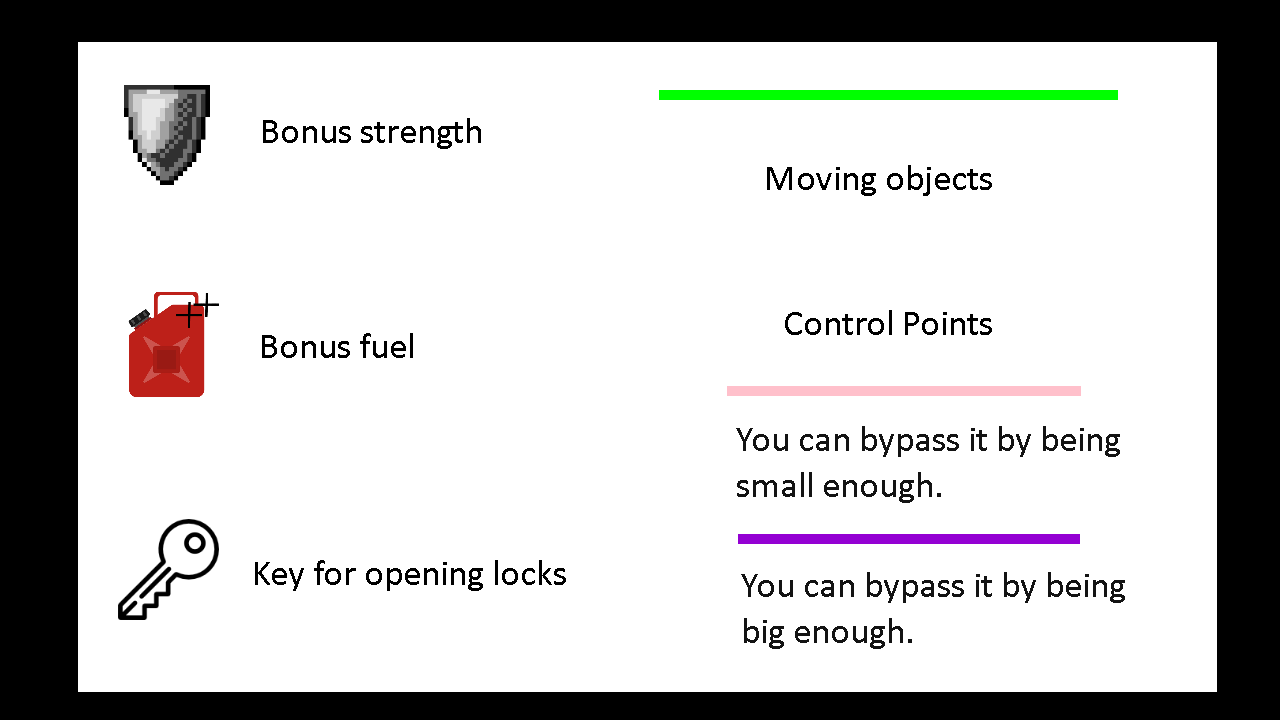 Bonus strength
Bonus fuel
Key for opening locks
Moving objects
Control Points
You can bypass it by being
small enough.
You can bypass it by being
big enough.